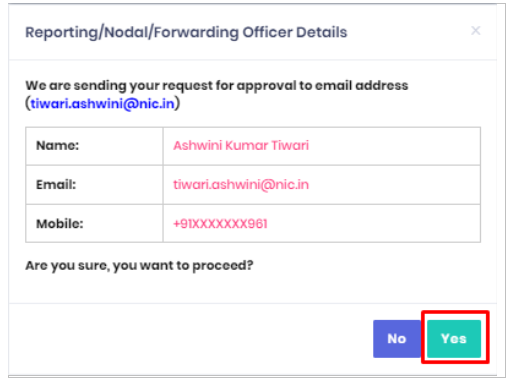 Reporting/Nodal/Forwarding Officer Details ×
We are sending your request for approval to email address
(tiwari.ashwini@nic.in)
Name: Ashwini Kumar Tiwari
Email: tiwari.ashwini@nic.in
Mobile: +91XXXXXXX961
Are you sure, you want to proceed?
No Yes